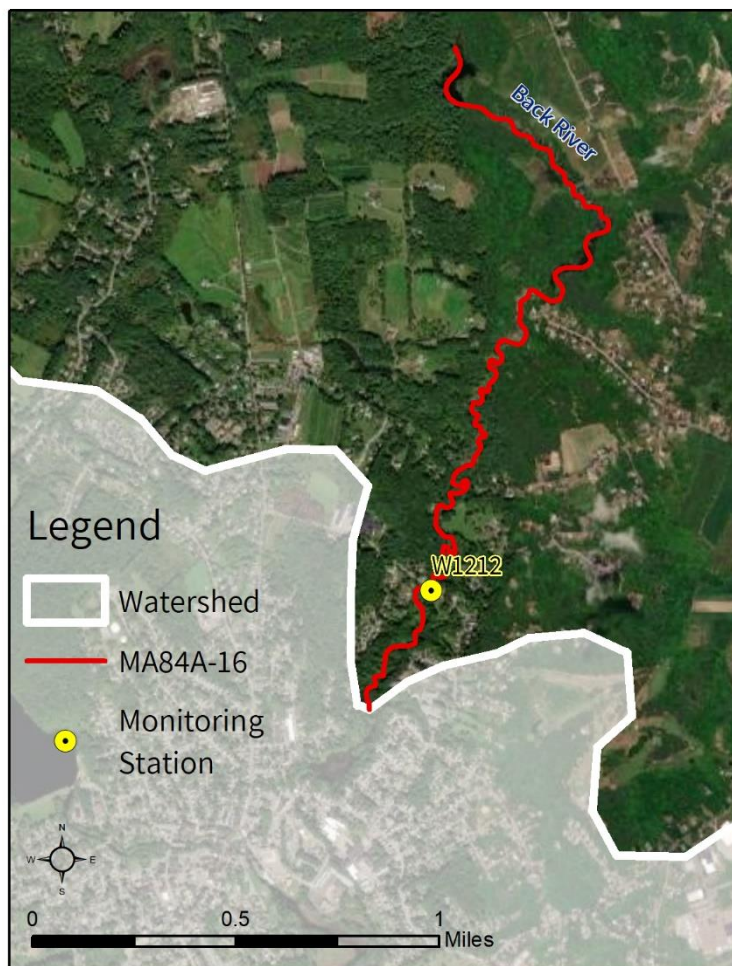 Back River
W1212
Legend
Watershed
MA84A-16
Monitoring
Station
N
W E
S
0 0.5 1
Miles